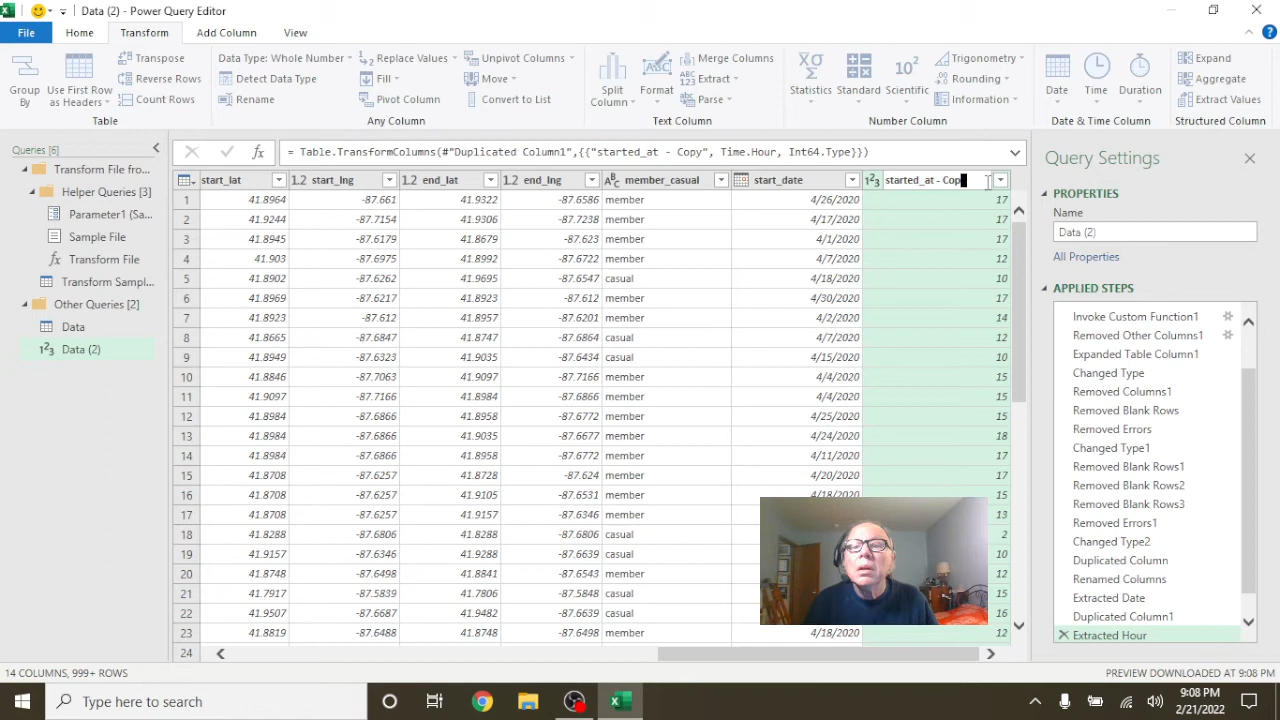 Data (2) - Power Query Editor
File Home Transform Add Column View
Group By
Use First Row as Headers
Transpose
Reverse Rows
Count Rows
Table
Data Type: Whole Number
Detect Data Type
Rename
Replace Values
Fill
Pivot Column
Unpivot Columns
Move
Convert to List
Any Column
Split Column
Format
Merge Columns
Extract
Parse
Text Column
Statistics
Standard
Scientific
Trigonometry
Rounding
Information
Number Column
Date
Time
Duration
Date & Time Column
Expand
Aggregate
Extract Values
Structured Column
Queries [6]
Transform File from...
Helper Queries [3]
Parameter1 (Sa...
Sample File
Transform File
Transform Sampl...
Other Queries [2]
Data
Data (2)
= Table.TransformColumns(#"Duplicated Column1",{{"started_at - Copy", Time.Hour, Int64.Type}})
start_lat 1.2 start_lng 1.2 end_lat 1.2 end_lng member_casual start_date started_at - Cop
1 41.8964 -87.661 41.9322 -87.6586 member 4/26/2020 17
2 41.9244 -87.7154 41.9306 -87.7238 member 4/17/2020 17
3 41.8945 -87.6179 41.8679 -87.623 member 4/1/2020 17
4 41.903 -87.6975 41.8992 -87.6722 member 4/7/2020 12
5 41.8902 -87.6262 41.9695 -87.6547 casual 4/18/2020 10
6 41.8969 -87.6217 41.8923 -87.612 member 4/30/2020 17
7 41.8923 -87.612 41.8957 -87.6201 member 4/2/2020 14
8 41.8665 -87.6847 41.8747 -87.6864 casual 4/7/2020 12
9 41.8949 -87.6323 41.9035 -87.6434 casual 4/15/2020 10
10 41.8846 -87.7063 41.9097 -87.7166 member 4/4/2020 15
11 41.9097 -87.7166 41.8984 -87.6866 member 4/4/2020 15
12 41.8984 -87.6866 41.8958 -87.6772 member 4/25/2020 15
13 41.8984 -87.6866 41.9035 -87.6677 member 4/24/2020 18
14 41.8984 -87.6866 41.8958 -87.6772 member 4/11/2020 17
15 41.8708 -87.6257 41.8728 -87.624 member 4/20/2020 17
16 41.8708 -87.6257 41.9105 -87.6531 member 4/18/2020 15
17 41.8708 -87.6257 41.9157 -87.6346 member 13
18 41.8288 -87.6806 41.8288 -87.6806 casual 2
19 41.9157 -87.6346 41.9288 -87.6639 casual 10
20 41.8748 -87.6498 41.8841 -87.6543 member 12
21 41.7917 -87.5839 41.7806 -87.5848 casual 15
22 41.9507 -87.6687 41.9482 -87.6639 casual 16
23 41.8819 -87.6488 41.8748 -87.6498 member 4/18/2020 12
24
Query Settings
PROPERTIES
Name
Data (2)
All Properties
APPLIED STEPS
Invoke Custom Function1
Removed Other Columns1
Expanded Table Column1
Changed Type
Removed Columns1
Removed Blank Rows
Removed Errors
Changed Type1
Removed Blank Rows1
Removed Blank Rows2
Removed Blank Rows3
Removed Errors1
Changed Type2
Duplicated Column
Renamed Columns
Extracted Date
Duplicated Column1
Extracted Hour
14 COLUMNS, 999+ ROWS
PREVIEW DOWNLOADED AT 9:08 PM
Type here to search
9:08 PM
2/21/2022